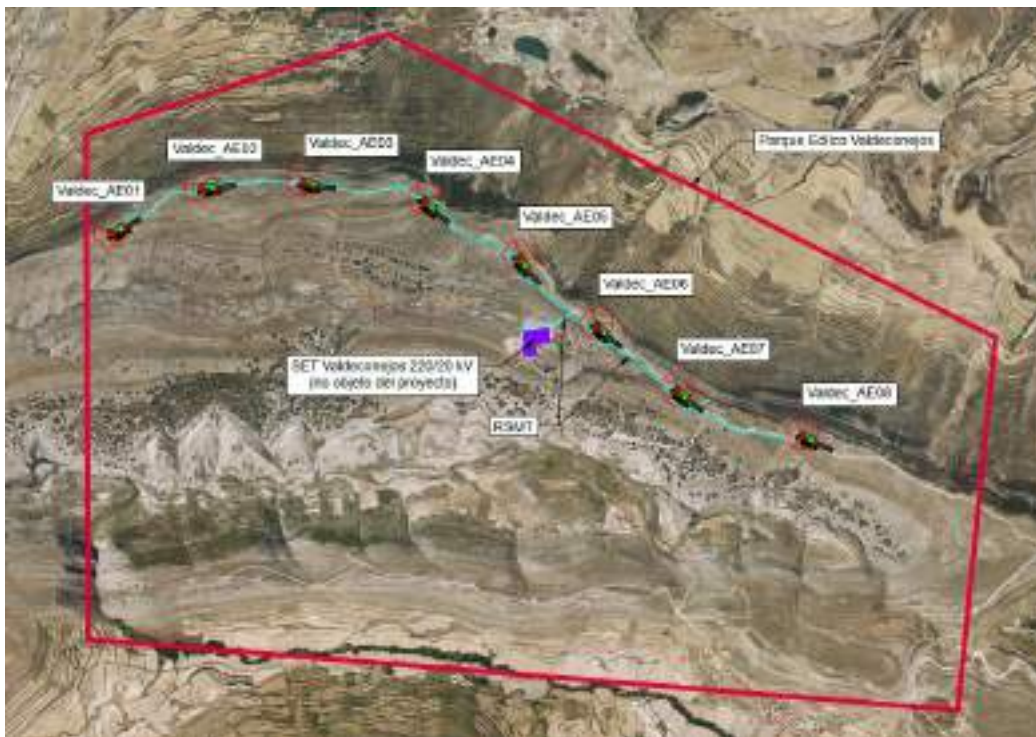 Valdec_AE01
Valdec_AE02
Valdec_AE03
Valdec_AE04
Valdec_AE05
Valdec_AE06
Valdec_AE07
Valdec_AE08
Parque Eólico Valdeconejos
SET Valdeconejos 220/20 kV
(no objeto del proyecto)
RSMT